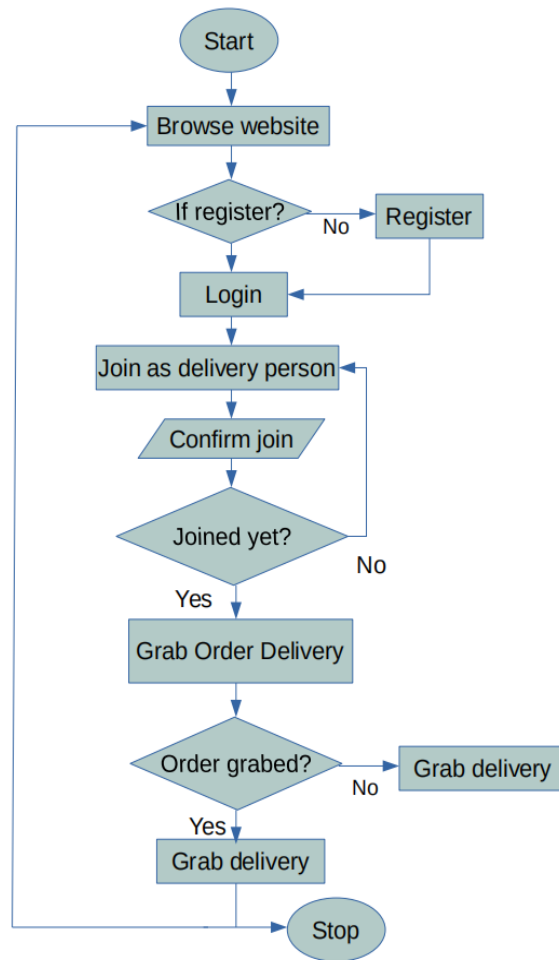 Start
Browse website
If register?
No
Register
Login
Join as delivery person
Confirm join
Joined yet?
No
Yes
Grab Order Delivery
Order grabed?
No
Grab delivery
Yes
Grab delivery
Stop